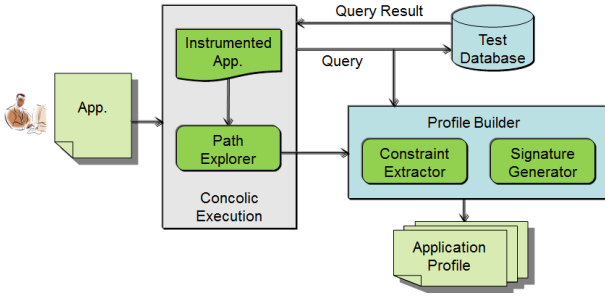 Query Result
Instrumented
App.
Query
Test
Database
App.
Path
Explorer
Concolic
Execution
Profile Builder
Constraint
Extractor
Signature
Generator
Application
Profile